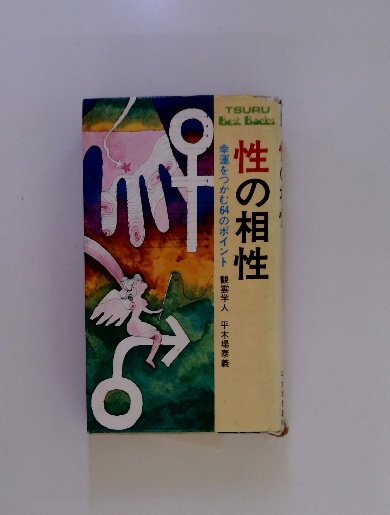 TSURU
Best Books
性の相性
幸運をつかむ64のポイント
観雲学人 平木場泰義